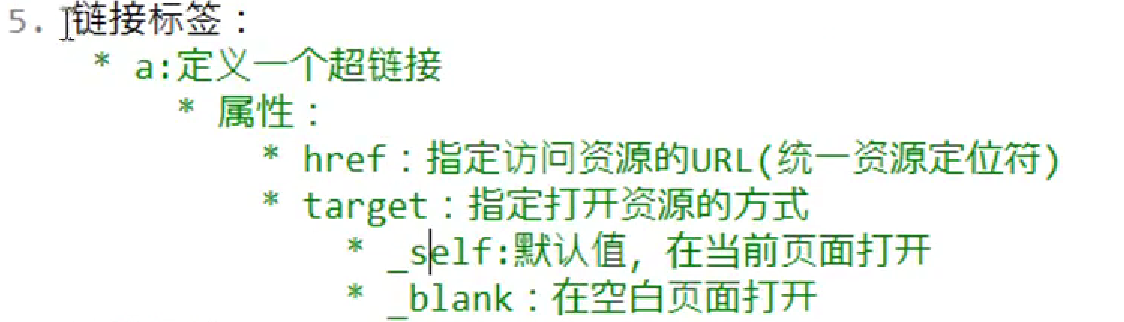 5. 链接标签：
* a:定义一个超链接
* 属性：
* href：指定访问资源的URL(统一资源定位符)
* target：指定打开资源的方式
* _self:默认值，在当前页面打开
* _blank：在空白页面打开